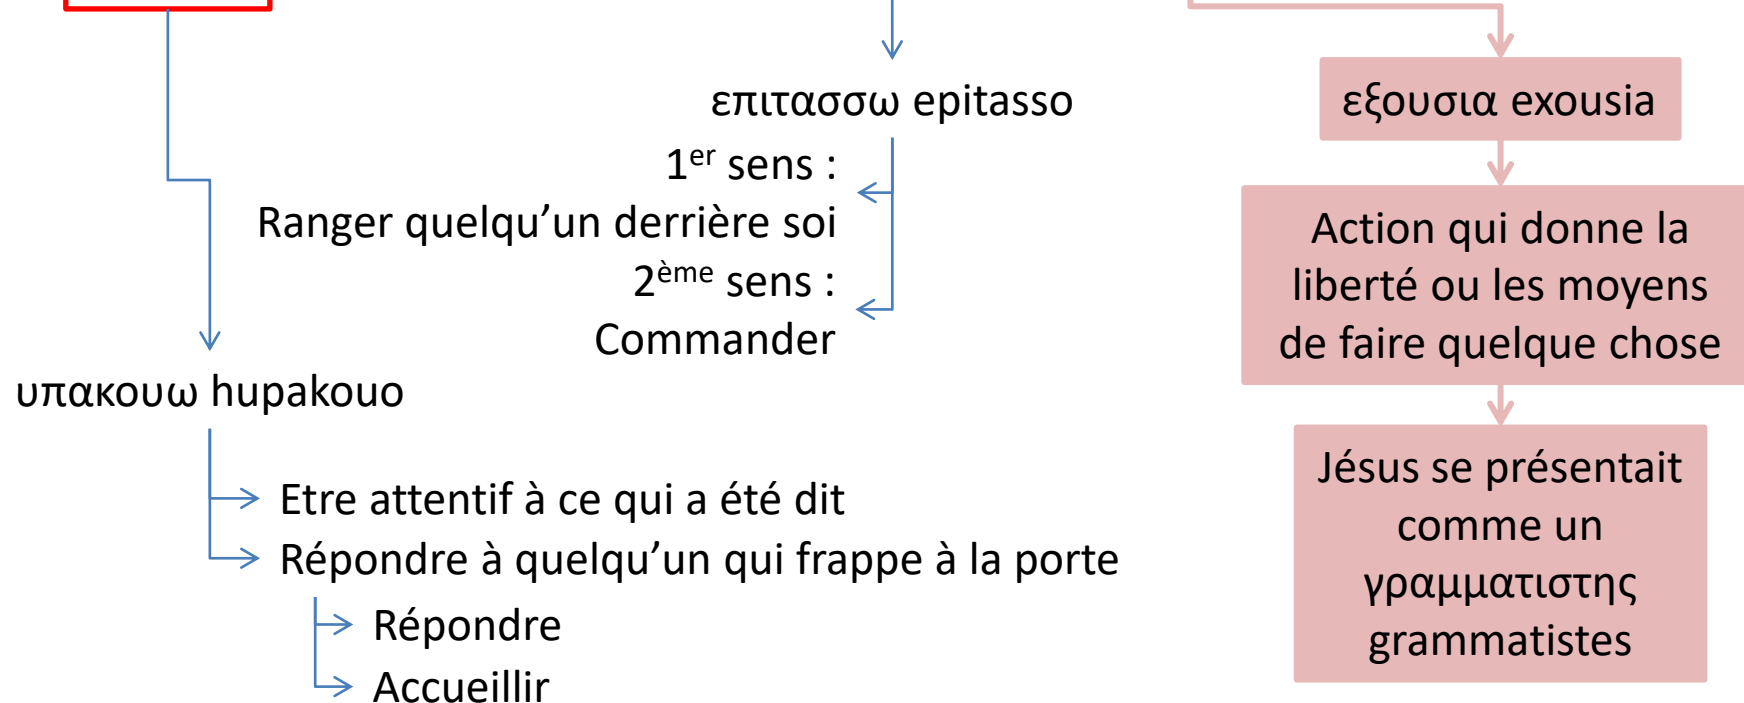 επιτασσω epitasso
1er sens :
Ranger quelqu’un derrière soi
2ème sens :
Commander
υπακουω hupakouo
Etre attentif à ce qui a été dit
Répondre à quelqu’un qui frappe à la porte
Répondre
Accueillir
εξουσια exousia
Action qui donne la
liberté ou les moyens
de faire quelque chose
Jésus se présentait
comme un
γραμματιστης
grammatistes